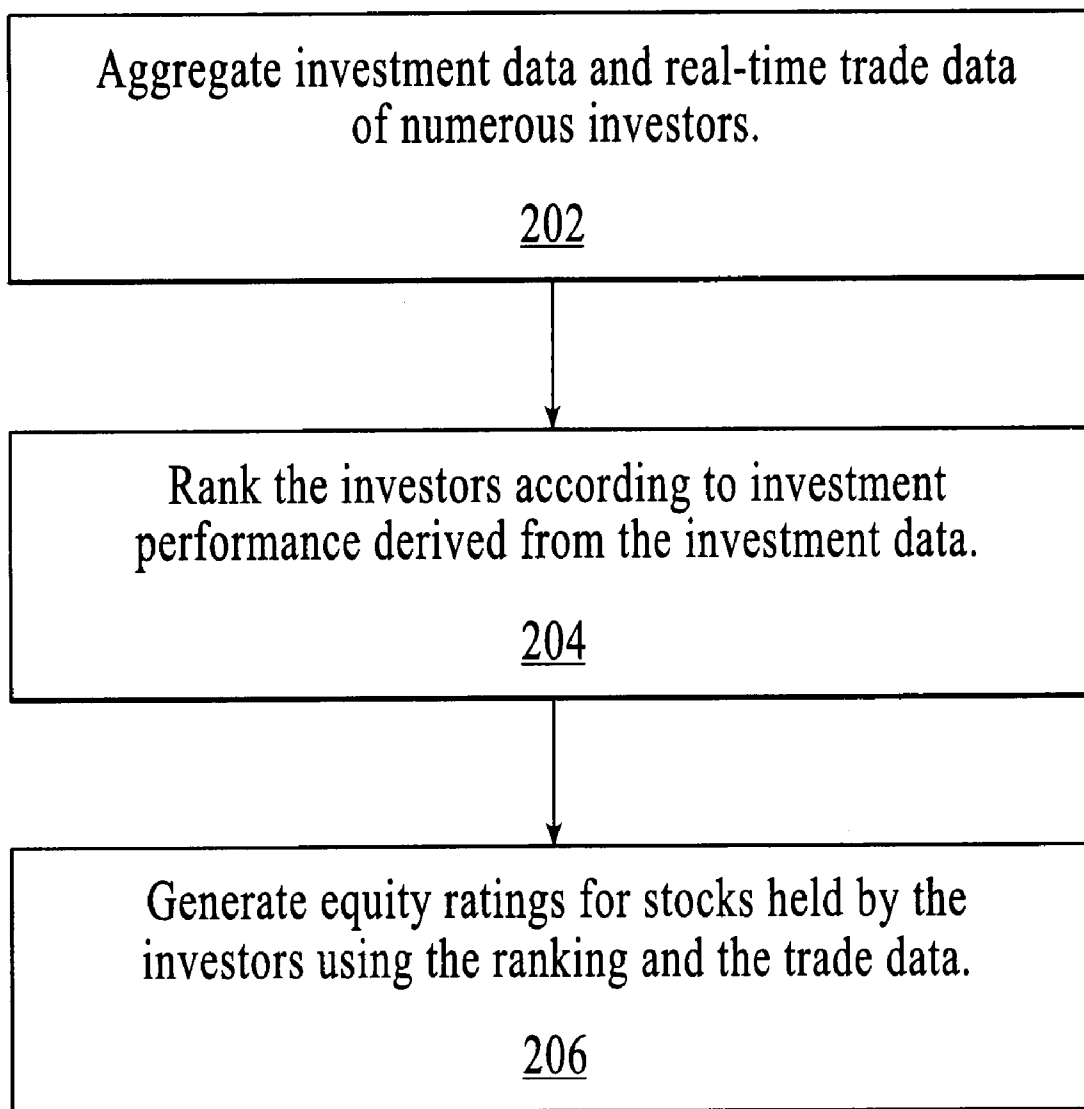 Aggregate investment data and real-time trade data
of numerous investors.
202
Rank the investors according to investment
performance derived from the investment data.
204
Generate equity ratings for stocks held by the
investors using the ranking and the trade data.
206